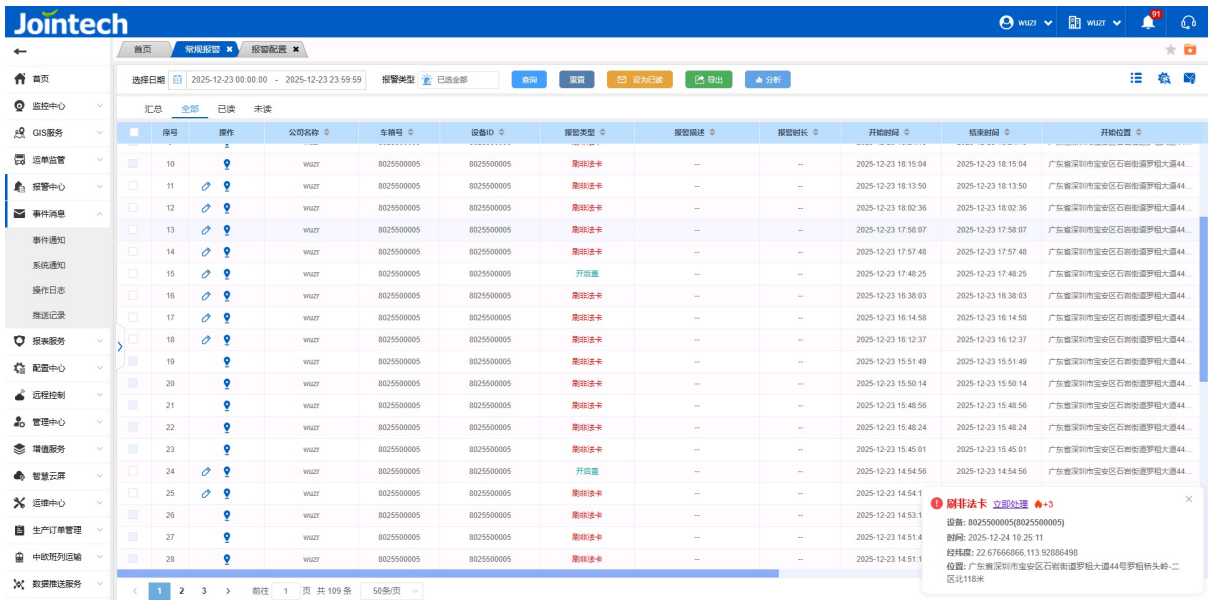 Jointech
wuzr wuzr 91
首页 常规报警 × 报警配置 ×
选择日期 2025-12-23 00:00:00 - 2025-12-23 23:59:59 报警类型 已选全部 查询 重置 设为已读 导出 分析
汇总 全部 已读 未读
首页
监控中心
GIS服务
运单监管
报警中心
事件消息
事件通知
系统通知
操作日志
推送记录
报表服务
配置中心
远程控制
管理中心
增值服务
智慧云屏
运维中心
生产订单管理
中欧班列运输
数据推送服务
序号 操作 公司名称 车辆号 设备ID 报警类型 报警描述 报警时长 开始时间 结束时间 开始位置
10 wuzr 8025500005 8025500005 刷非法卡 -- -- 2025-12-23 18:15:04 2025-12-23 18:15:04 广东省深圳市宝安区石岩街道罗租大道44...
11 wuzr 8025500005 8025500005 刷非法卡 -- -- 2025-12-23 18:13:50 2025-12-23 18:13:50 广东省深圳市宝安区石岩街道罗租大道44...
12 wuzr 8025500005 8025500005 刷非法卡 -- -- 2025-12-23 18:02:36 2025-12-23 18:02:36 广东省深圳市宝安区石岩街道罗租大道44...
13 wuzr 8025500005 8025500005 刷非法卡 -- -- 2025-12-23 17:58:07 2025-12-23 17:58:07 广东省深圳市宝安区石岩街道罗租大道44...
14 wuzr 8025500005 8025500005 刷非法卡 -- -- 2025-12-23 17:57:48 2025-12-23 17:57:48 广东省深圳市宝安区石岩街道罗租大道44...
15 wuzr 8025500005 8025500005 开后盖 -- -- 2025-12-23 17:48:25 2025-12-23 17:48:25 广东省深圳市宝安区石岩街道罗租大道44...
16 wuzr 8025500005 8025500005 刷非法卡 -- -- 2025-12-23 16:38:03 2025-12-23 16:38:03 广东省深圳市宝安区石岩街道罗租大道44...
17 wuzr 8025500005 8025500005 刷非法卡 -- -- 2025-12-23 16:14:58 2025-12-23 16:14:58 广东省深圳市宝安区石岩街道罗租大道44...
18 wuzr 8025500005 8025500005 刷非法卡 -- -- 2025-12-23 16:12:37 2025-12-23 16:12:37 广东省深圳市宝安区石岩街道罗租大道44...
19 wuzr 8025500005 8025500005 刷非法卡 -- -- 2025-12-23 15:51:49 2025-12-23 15:51:49 广东省深圳市宝安区石岩街道罗租大道44...
20 wuzr 8025500005 8025500005 刷非法卡 -- -- 2025-12-23 15:50:14 2025-12-23 15:50:14 广东省深圳市宝安区石岩街道罗租大道44...
21 wuzr 8025500005 8025500005 刷非法卡 -- -- 2025-12-23 15:48:56 2025-12-23 15:48:56 广东省深圳市宝安区石岩街道罗租大道44...
22 wuzr 8025500005 8025500005 刷非法卡 -- -- 2025-12-23 15:48:24 2025-12-23 15:48:24 广东省深圳市宝安区石岩街道罗租大道44...
23 wuzr 8025500005 8025500005 刷非法卡 -- -- 2025-12-23 15:45:01 2025-12-23 15:45:01 广东省深圳市宝安区石岩街道罗租大道44...
24 wuzr 8025500005 8025500005 开后盖 -- -- 2025-12-23 14:54:56 2025-12-23 14:54:56 广东省深圳市宝安区石岩街道罗租大道44...
25 wuzr 8025500005 8025500005 刷非法卡 -- -- 2025-12-23 14:54:1
26 wuzr 8025500005 8025500005 刷非法卡 -- -- 2025-12-23 14:53:1
27 wuzr 8025500005 8025500005 刷非法卡 -- -- 2025-12-23 14:51:4
28 wuzr 8025500005 8025500005 刷非法卡 -- -- 2025-12-23 14:51:1
刷非法卡 立即处理 +3
设备: 8025500005(8025500005)
时间: 2025-12-24 10:25:11
经纬度: 22.67666866,113.92886498
位置: 广东省深圳市宝安区石岩街道罗租大道44号罗租桥头岭-二
区北118米
1 2 3 前往 1 页 共 109 条 50条/页